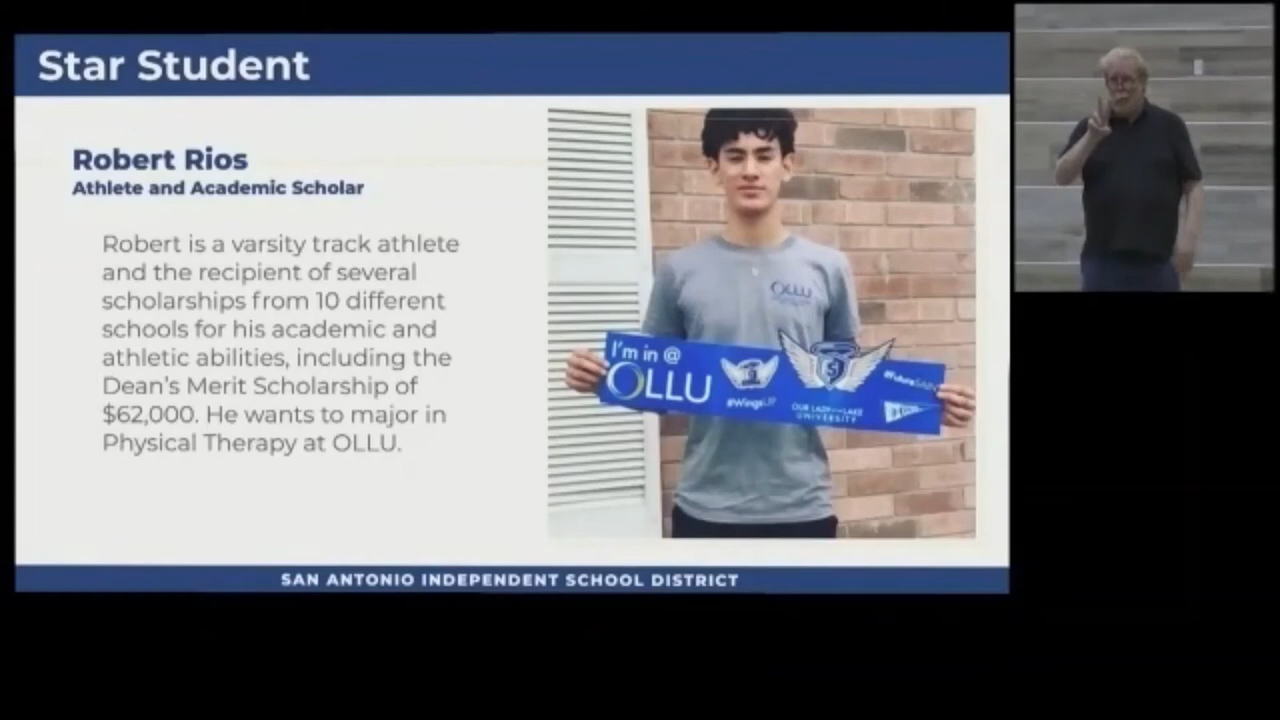 Star Student
Robert Rios
Athlete and Academic Scholar
Robert is a varsity track athlete
and the recipient of several
scholarships from 10 different
schools for his academic and
athletic abilities, including the
Dean's Merit Scholarship of
$62,000. He wants to major in
Physical Therapy at OLLU.
OLLU
I'm in @
OLLU
#WingsUP
OUR LADY OF THE LAKE
UNIVERSITY
SAN ANTONIO INDEPENDENT SCHOOL DISTRICT